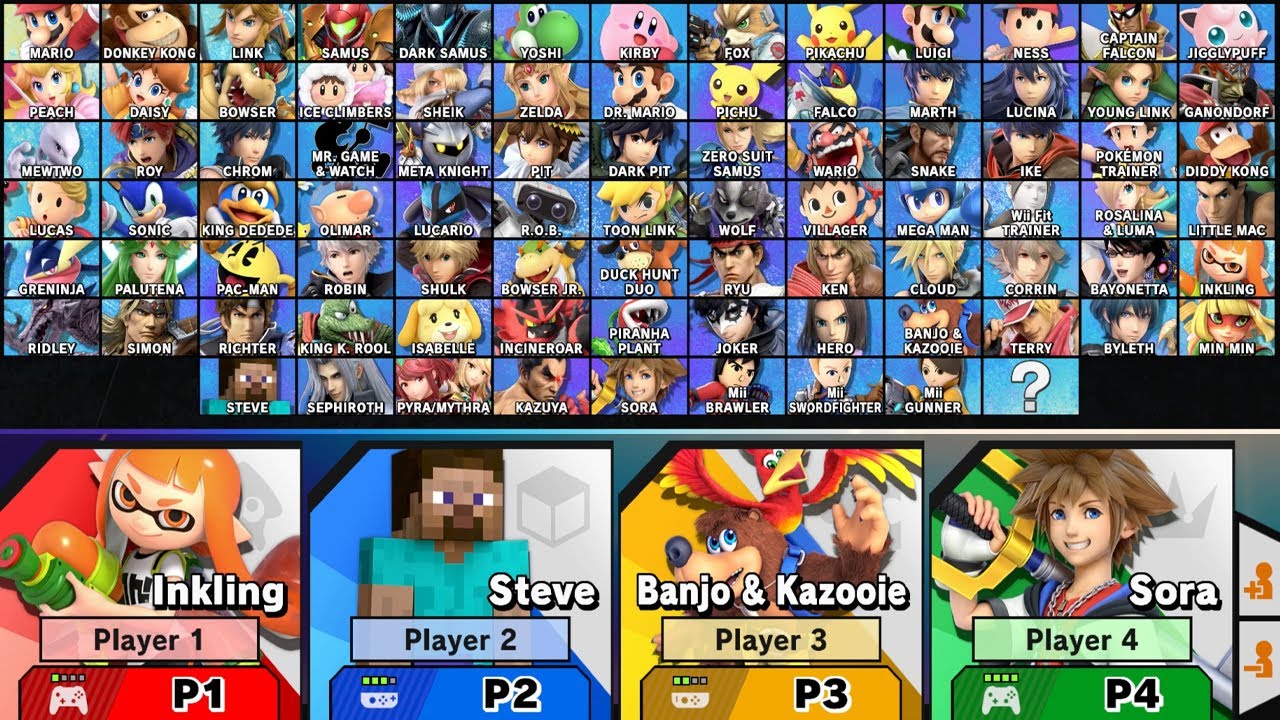 MARIO
DONKEY KONG
LINK
SAMUS
DARK SAMUS
YOSHI
KIRBY
FOX
PIKACHU
LUIGI
NESS
CAPTAIN
FALCON
JIGGLYPUFF
PEACH
DAISY
BOWSER
ICE CLIMBERS
SHEIK
ZELDA
DR. MARIO
PICHU
FALCO
MARTH
LUCINA
YOUNG LINK
GANONDORF
MEWTWO
ROY
CHROM
MR. GAME
& WATCH
META KNIGHT
PIT
DARK PIT
ZERO SUIT
SAMUS
WARIO
SNAKE
IKE
POKÉMON
TRAINER
DIDDY KONG
LUCAS
SONIC
KING DEDEDE
OLIMAR
LUCARIO
R.O.B.
TOON LINK
WOLF
VILLAGER
MEGA MAN
Wii Fit
TRAINER
ROSALINA
& LUMA
LITTLE MAC
GRENINJA
PALUTENA
PAC-MAN
ROBIN
SHULK
BOWSER JR.
DUCK HUNT
DUO
RYU
KEN
CLOUD
CORRIN
BAYONETTA
INKLING
RIDLEY
SIMON
RICHTER
KING K. ROOL
ISABELLE
INCINEROAR
PIRANHA
PLANT
JOKER
HERO
BANJO &
KAZOOIE
TERRY
BYLETH
MIN MIN
STEVE
SEPHIROTH
PYRA/MYTHRA
KAZUYA
SORA
Mii
BRAWLER
Mii
SWORDFIGHTER
Mii
GUNNER
?
Inkling
Player 1
P1
Steve
Player 2
P2
Banjo & Kazooie
Player 3
P3
Sora
Player 4
P4